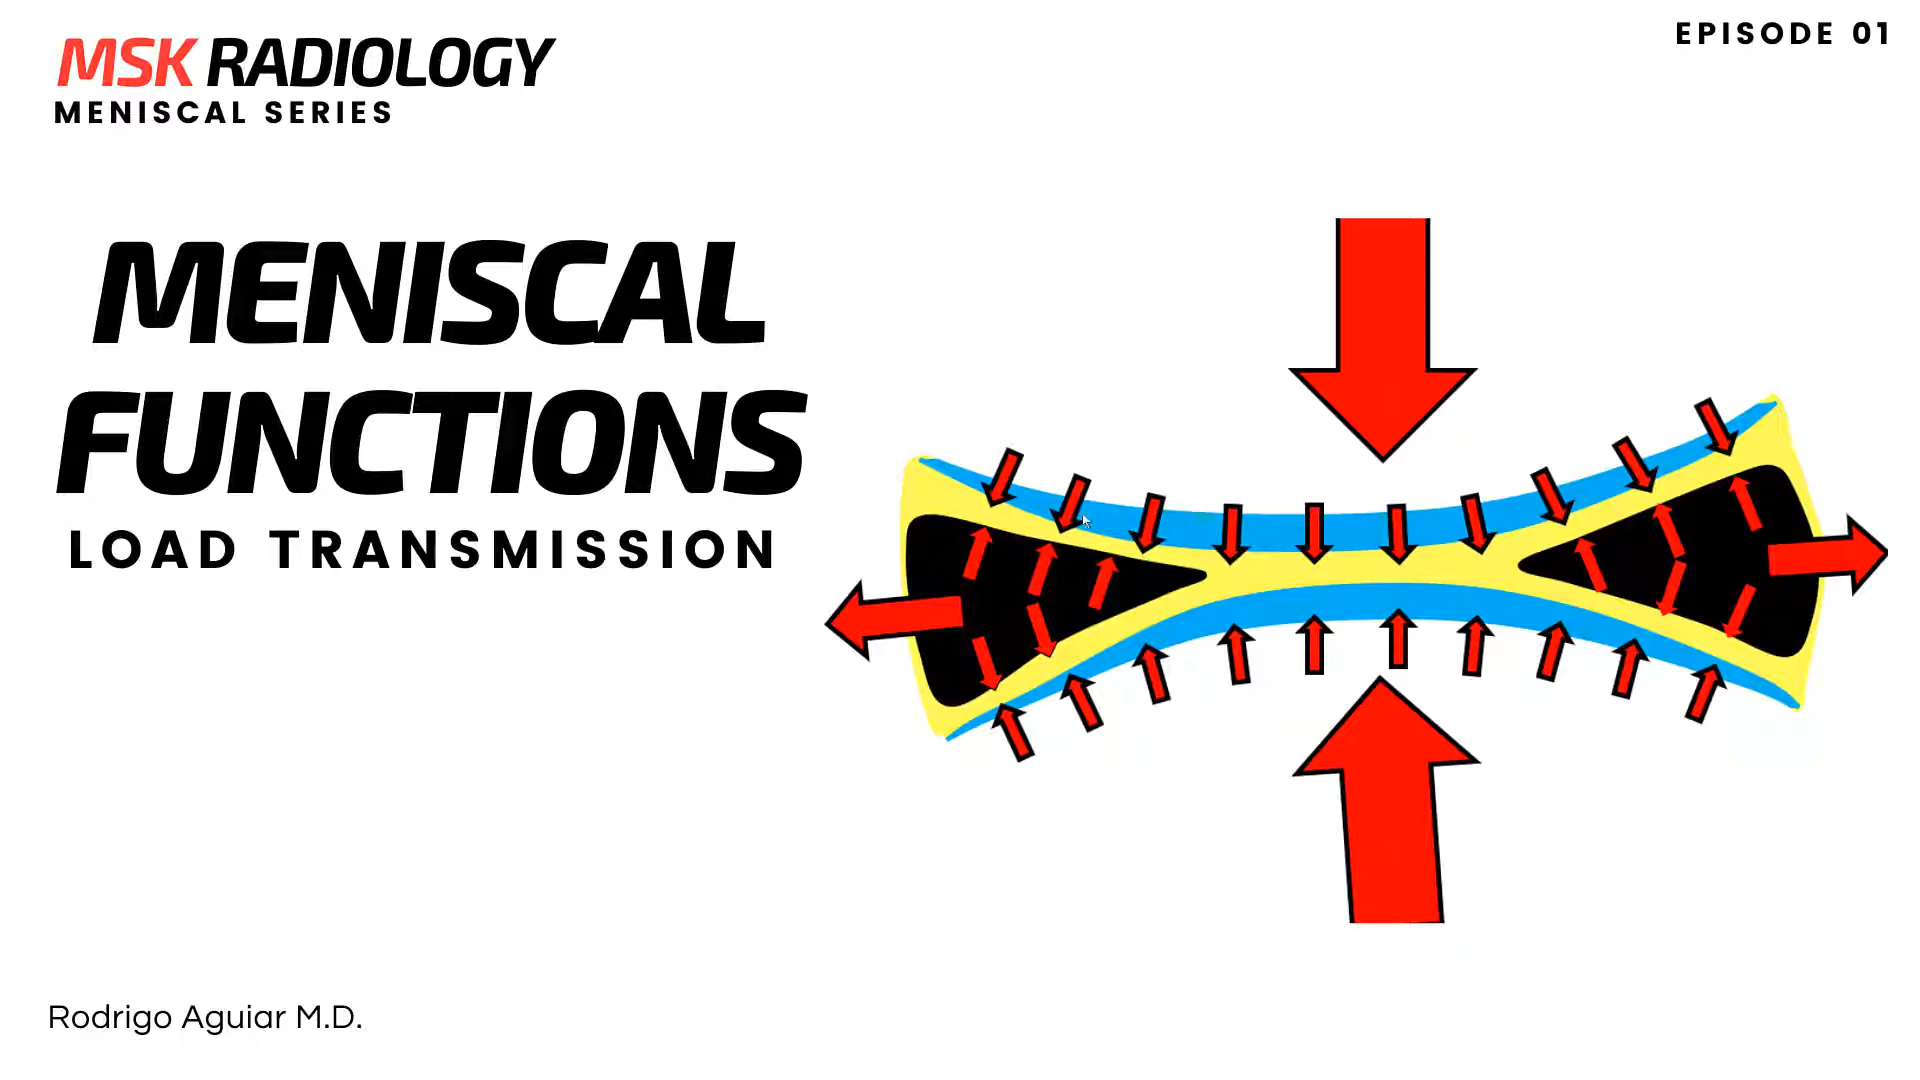 MSK RADIOLOGY
MENISCAL SERIES
EPISODE 01
MENISCAL
FUNCTIONS
LOAD TRANSMISSION
Rodrigo Aguiar M.D.